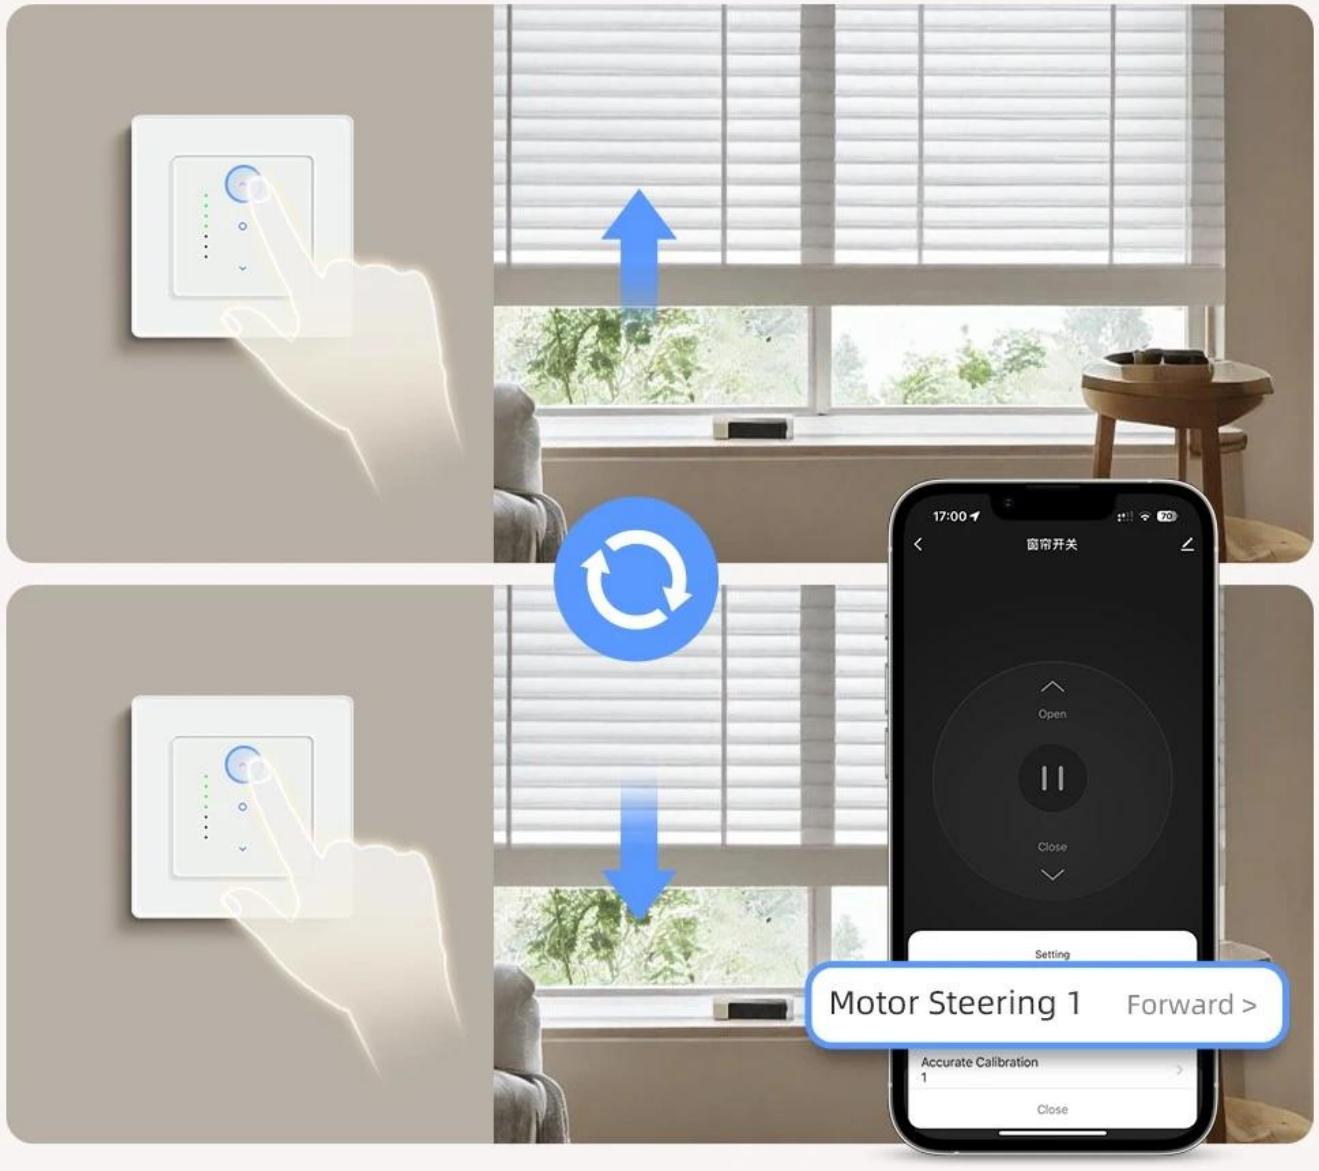 17:00
70
窗帘开关
Open
Close
Setting
Motor Steering 1 Forward >
Accurate Calibration
1
Close